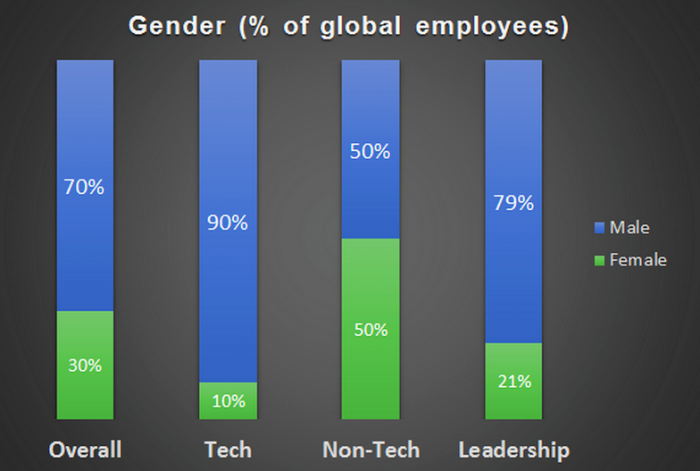 Gender (% of global employees)
70%
90%
50%
79%
30%
10%
50%
21%
Male
Female
Overall
Tech
Non-Tech
Leadership